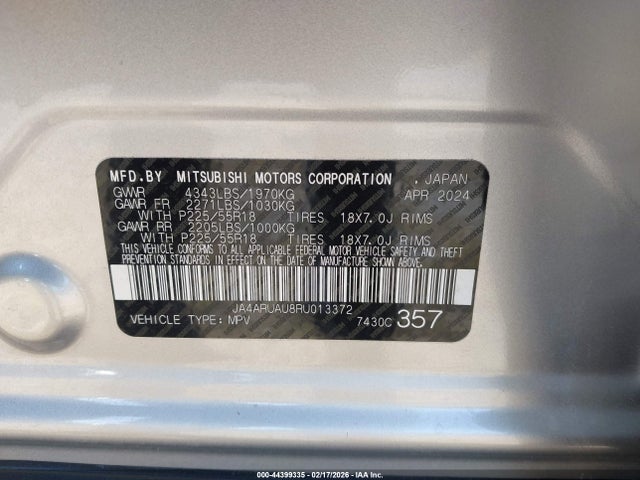 MFD.BY MITSUBISHI MOTORS CORPORATION , JAPAN
GVWR 4343LBS/1970KG APR 2024
GAWR FR 2271LBS/1030KG
WITH P225/55R18 TIRES 18X7.0J RIMS
GAWR RR 2205LBS/1000KG
WITH P225/55R18 TIRES 18X7.0J RIMS
THIS VEHICLE CONFORMS TO ALL APPLICABLE FEDERAL MOTOR VEHICLE SAFETY AND THEFT
PREVENTION STANDARDS IN EFFECT ON THE DATE OF MANUFACTURE SHOWN ABOVE.
JA4ARUAU8RU013372
VEHICLE TYPE: MPV 7430C 357
000-44399335 - 02/17/2026 - IAA Inc.